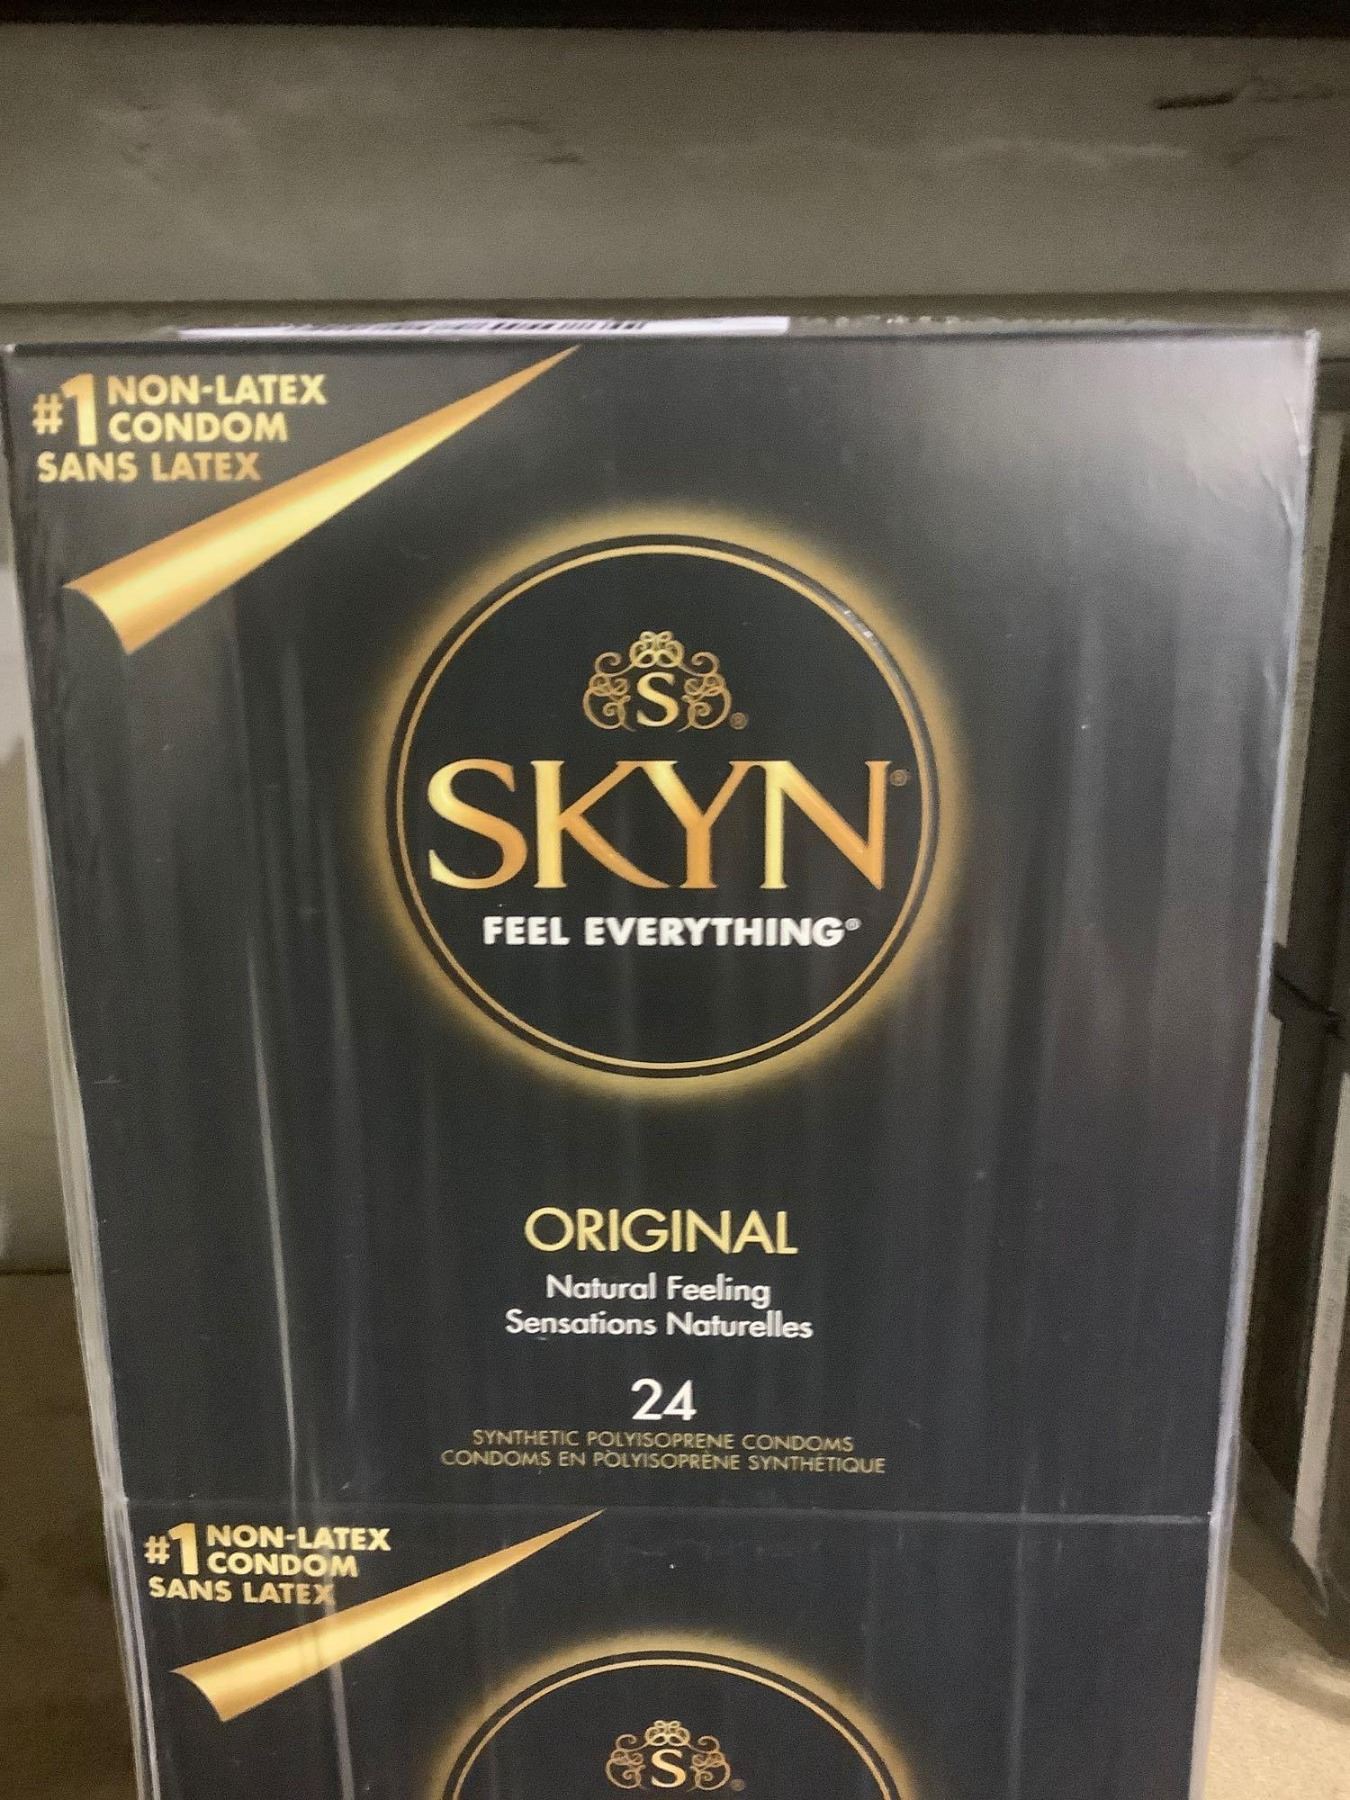 #1 NON-LATEX
CONDOM
SANS LATEX
S®
SKYN®
FEEL EVERYTHING®
ORIGINAL
Natural Feeling
Sensations Naturelles
24
SYNTHETIC POLYISOPRENE CONDOMS
CONDOMS EN POLYISOPRÈNE SYNTHÉTIQUE
#1 NON-LATEX
CONDOM
SANS LATEX
S®